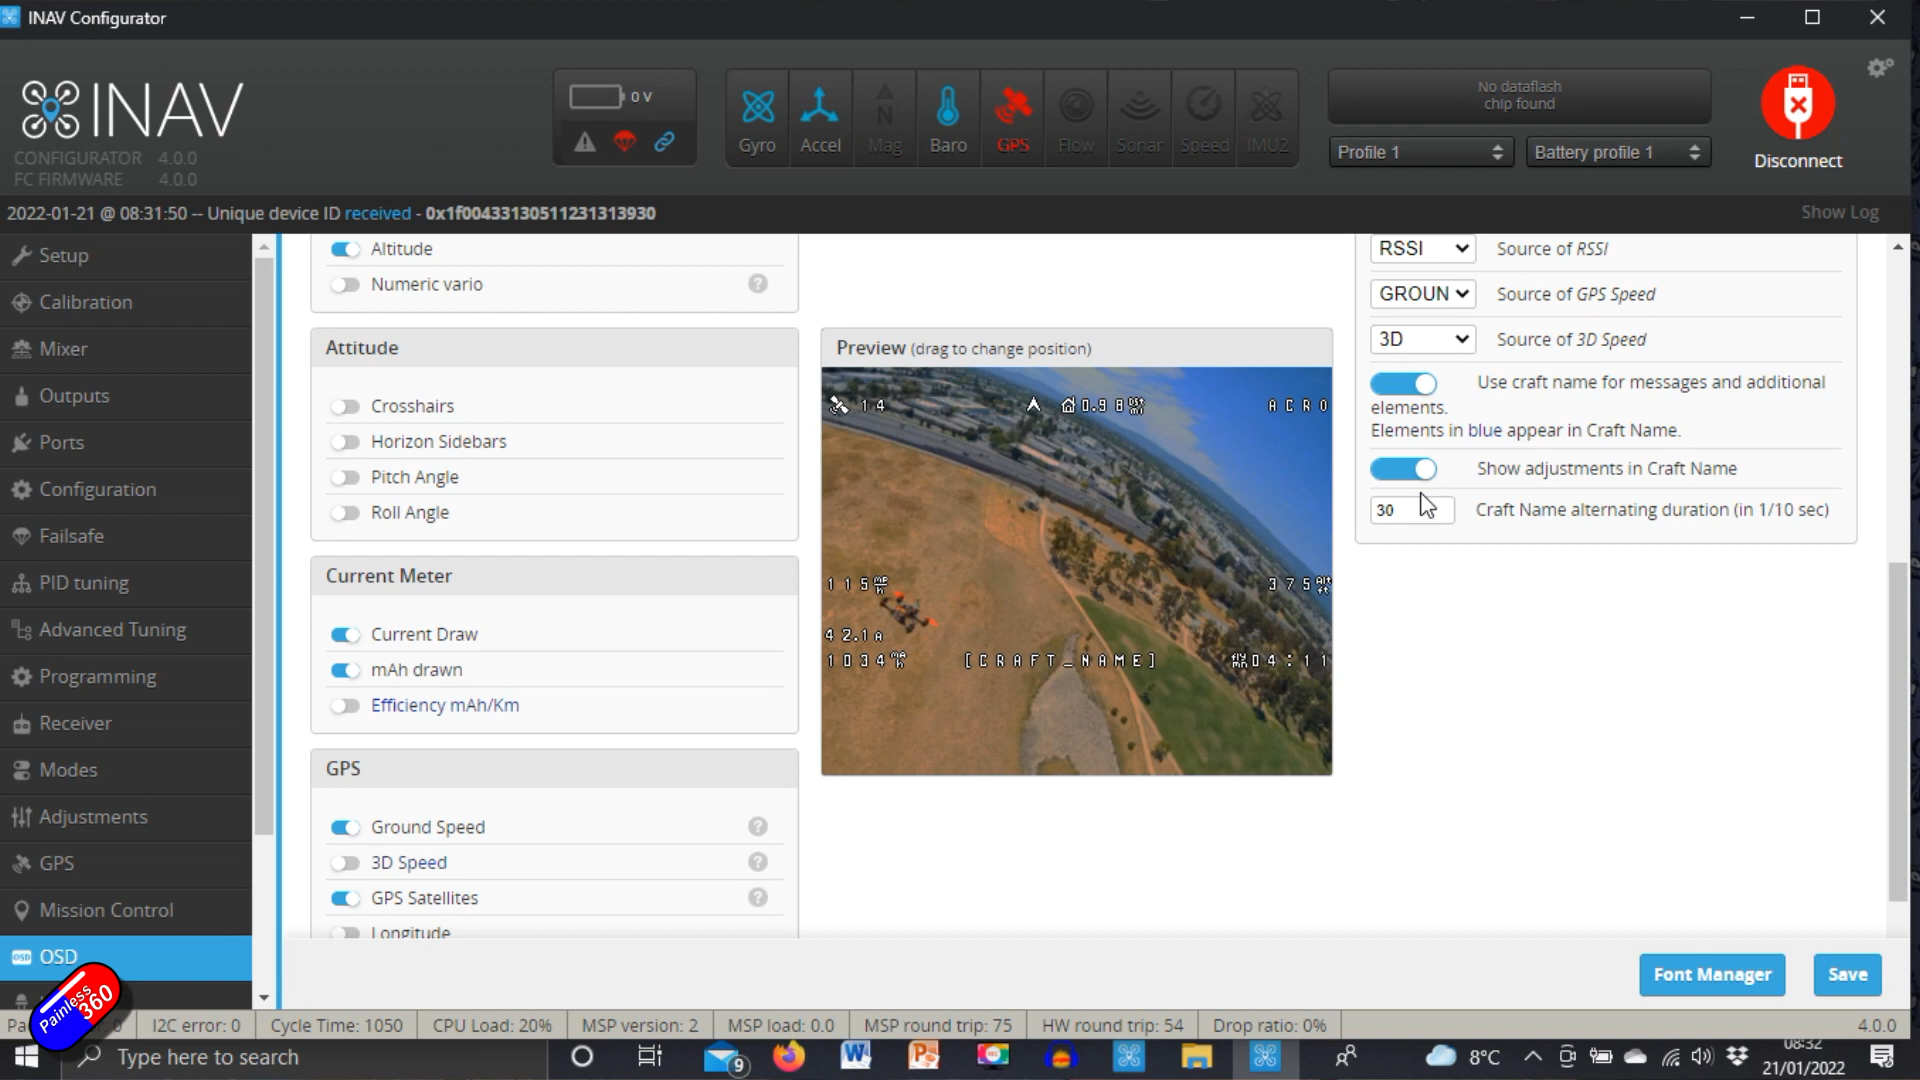 INAV Configurator
INAV
CONFIGURATOR 4.0.0
FC FIRMWARE 4.0.0
0 V
Gyro
Accel
Mag
Baro
GPS
Flow
Sonar
Speed
IMU2
No dataflash
chip found
Profile 1
Battery profile 1
Disconnect
2022-01-21 @ 08:31:50 -- Unique device ID received - 0x1f00433130511231313930
Show Log
Setup
Calibration
Mixer
Outputs
Ports
Configuration
Failsafe
PID tuning
Advanced Tuning
Programming
Receiver
Modes
Adjustments
GPS
Mission Control
OSD
OSD
Painless
360
Altitude
Numeric vario
?
Attitude
Crosshairs
Horizon Sidebars
Pitch Angle
Roll Angle
Current Meter
Current Draw
mAh drawn
Efficiency mAh/Km
GPS
Ground Speed
?
3D Speed
?
GPS Satellites
?
Longitude
Preview (drag to change position)
14
0.98
ACRO
115
375
42.1A
1034
[CRAFT_NAME]
04:11
RSSI
Source of RSSI
GROUN
Source of GPS Speed
3D
Source of 3D Speed
Use craft name for messages and additional
elements.
Elements in blue appear in Craft Name.
Show adjustments in Craft Name
30
Craft Name alternating duration (in 1/10 sec)
Font Manager
Save
I2C error: 0
Cycle Time: 1050
CPU Load: 20%
MSP version: 2
MSP load: 0.0
MSP round trip: 75
HW round trip: 54
Drop ratio: 0%
4.0.0
Type here to search
9
8°C
08:32
21/01/2022